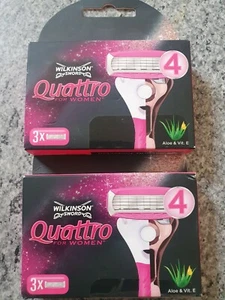 4
WILKINSON
SWORD
Quattro
FOR WOMEN
3x
Aloe & Vit. E
4
WILKINSON
SWORD
Quattro
FOR WOMEN
3x
Aloe & Vit. E